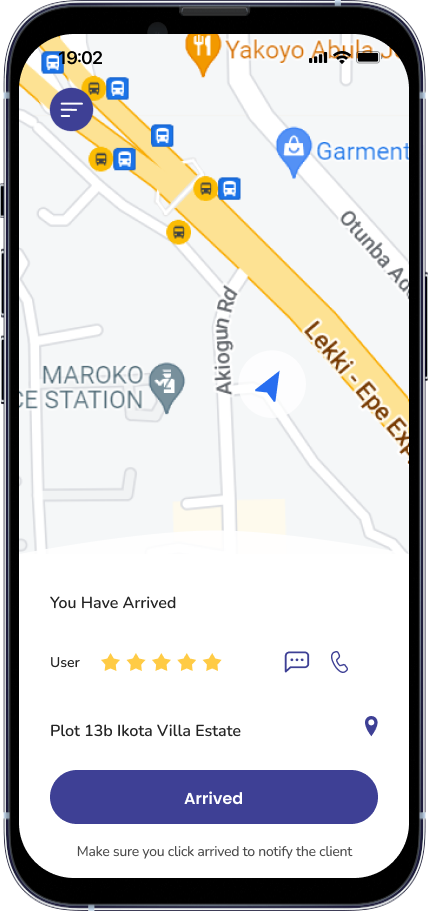 19:02
Yakoyo Abula J
Garment
Otunba Ad
Akiogun Rd
Lekki - Epe Exp
MAROKO
CE STATION
You Have Arrived
User
Plot 13b Ikota Villa Estate
Arrived
Make sure you click arrived to notify the client